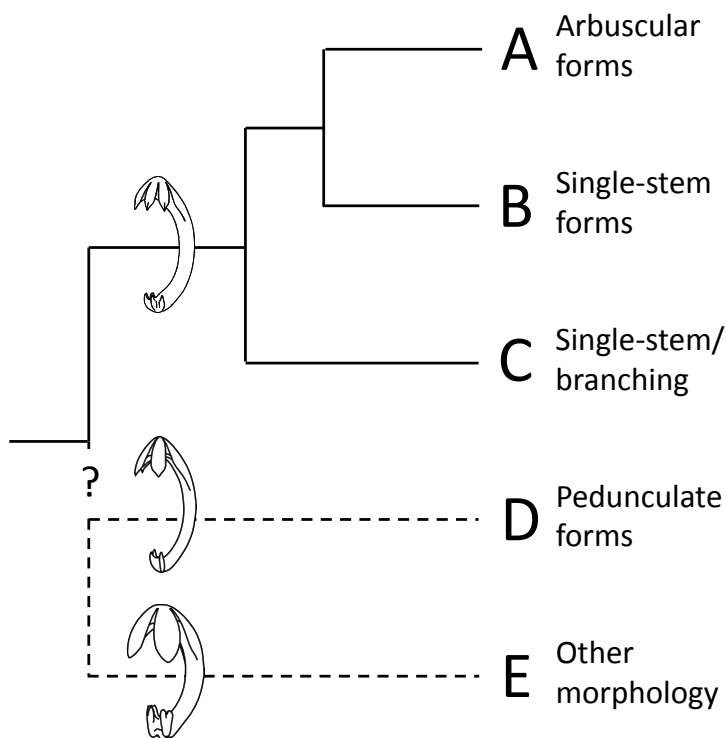 A Arbuscular
forms
B Single-stem
forms
C Single-stem/
branching
?
D Pedunculate
forms
E Other
morphology